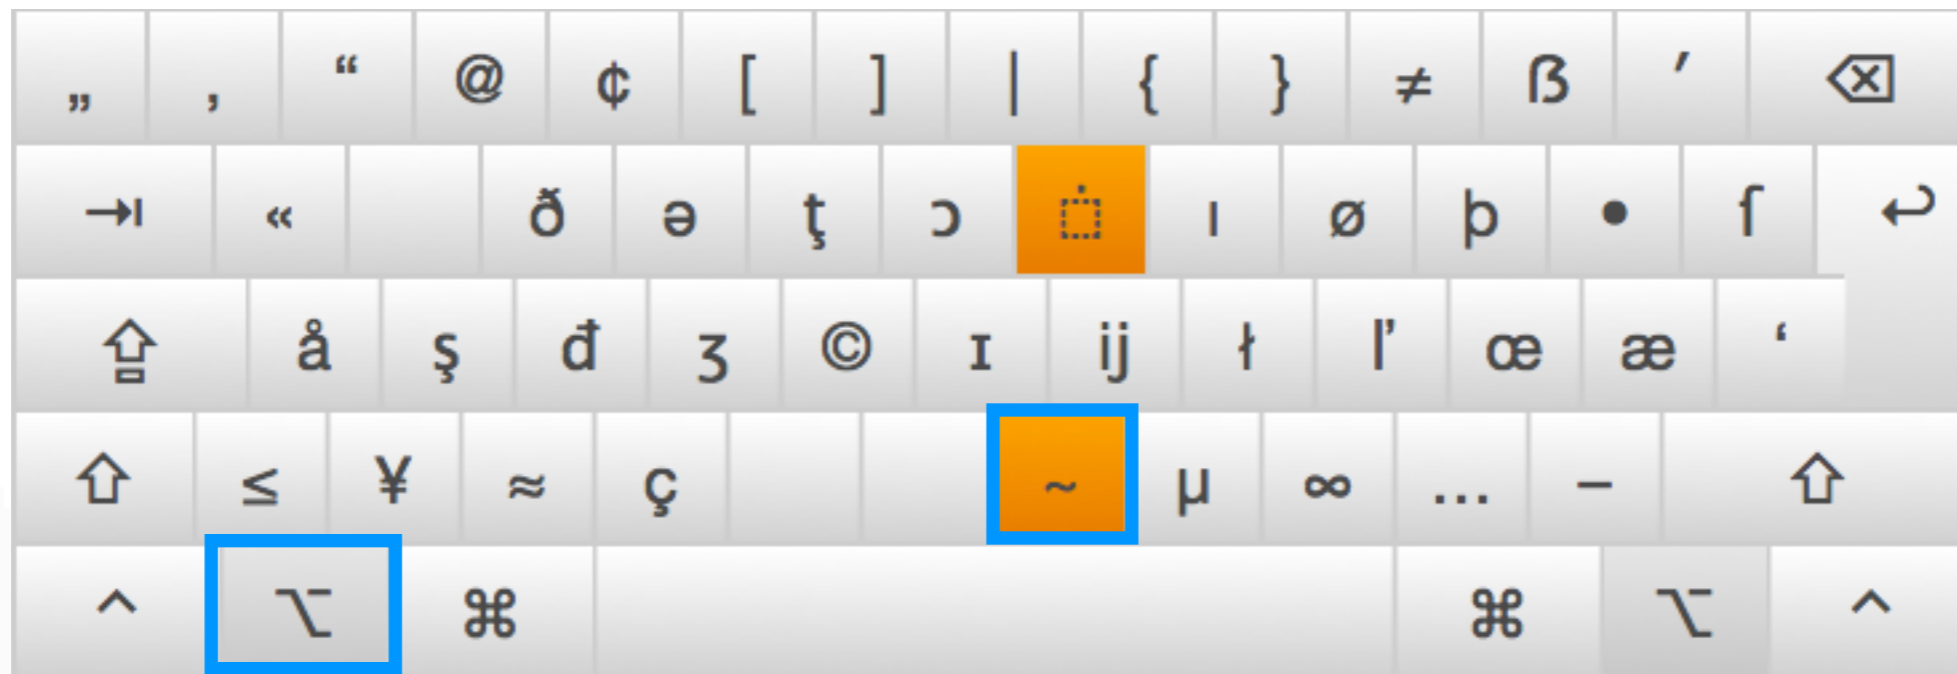 „ ‚ “ @ ¢ [ ] | { } ≠ ẞ ′ ⌫
⇥ « ð ə ţ ɔ ˙ ı ø þ • ſ ↩
⇪ å ş đ ʒ © ɪ ij ł ľ œ æ ‘
⇧ ≤ ¥ ≈ ç ~ µ ∞ … – ⇧
^ ⌥ ⌘ ⌘ ⌥ ^